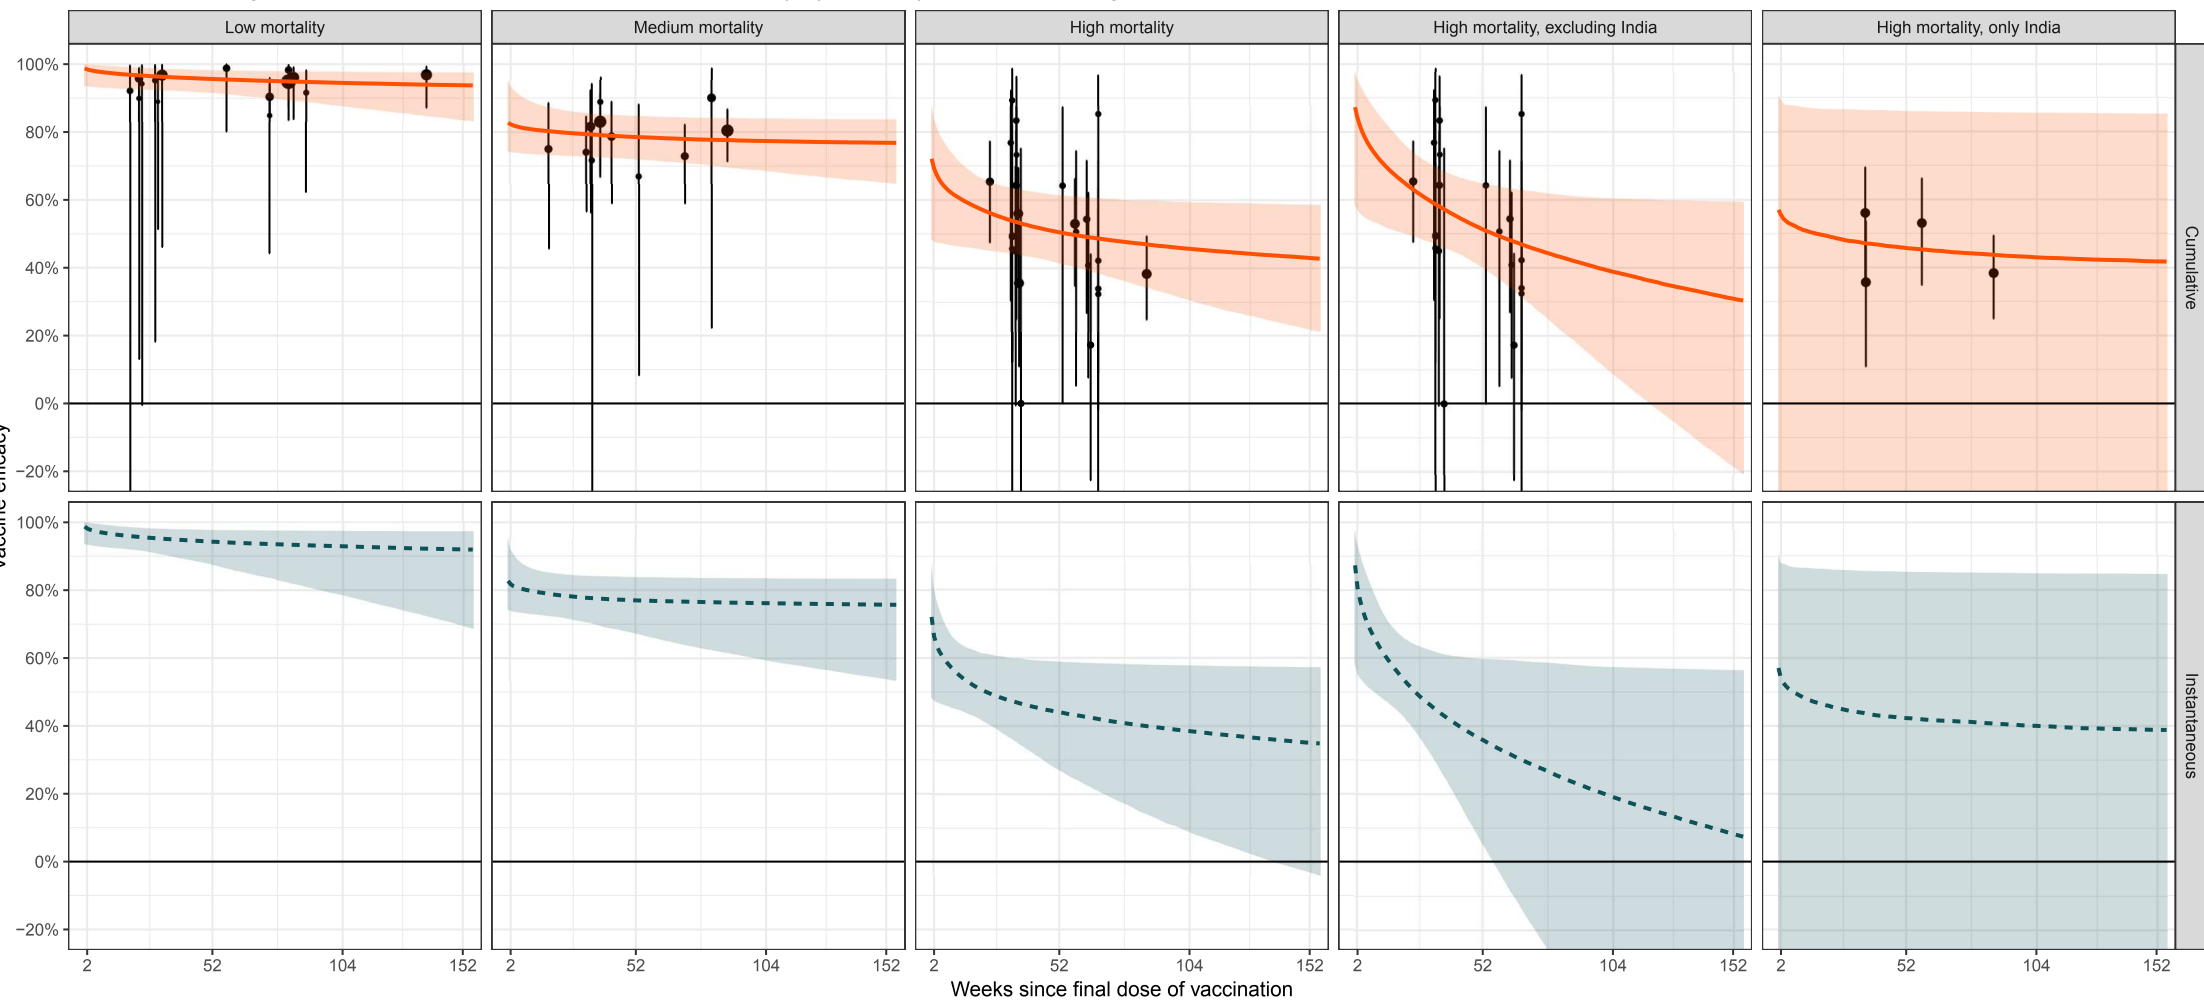 Low mortality
Medium mortality
High mortality
High mortality, excluding India
High mortality, only India
100%
80%
60%
40%
20%
0%
−20%
Cumulative
100%
80%
60%
40%
20%
0%
−20%
Instantaneous
2 52 104 152
2 52 104 152
2 52 104 152
2 52 104 152
2 52 104 152
Weeks since final dose of vaccination